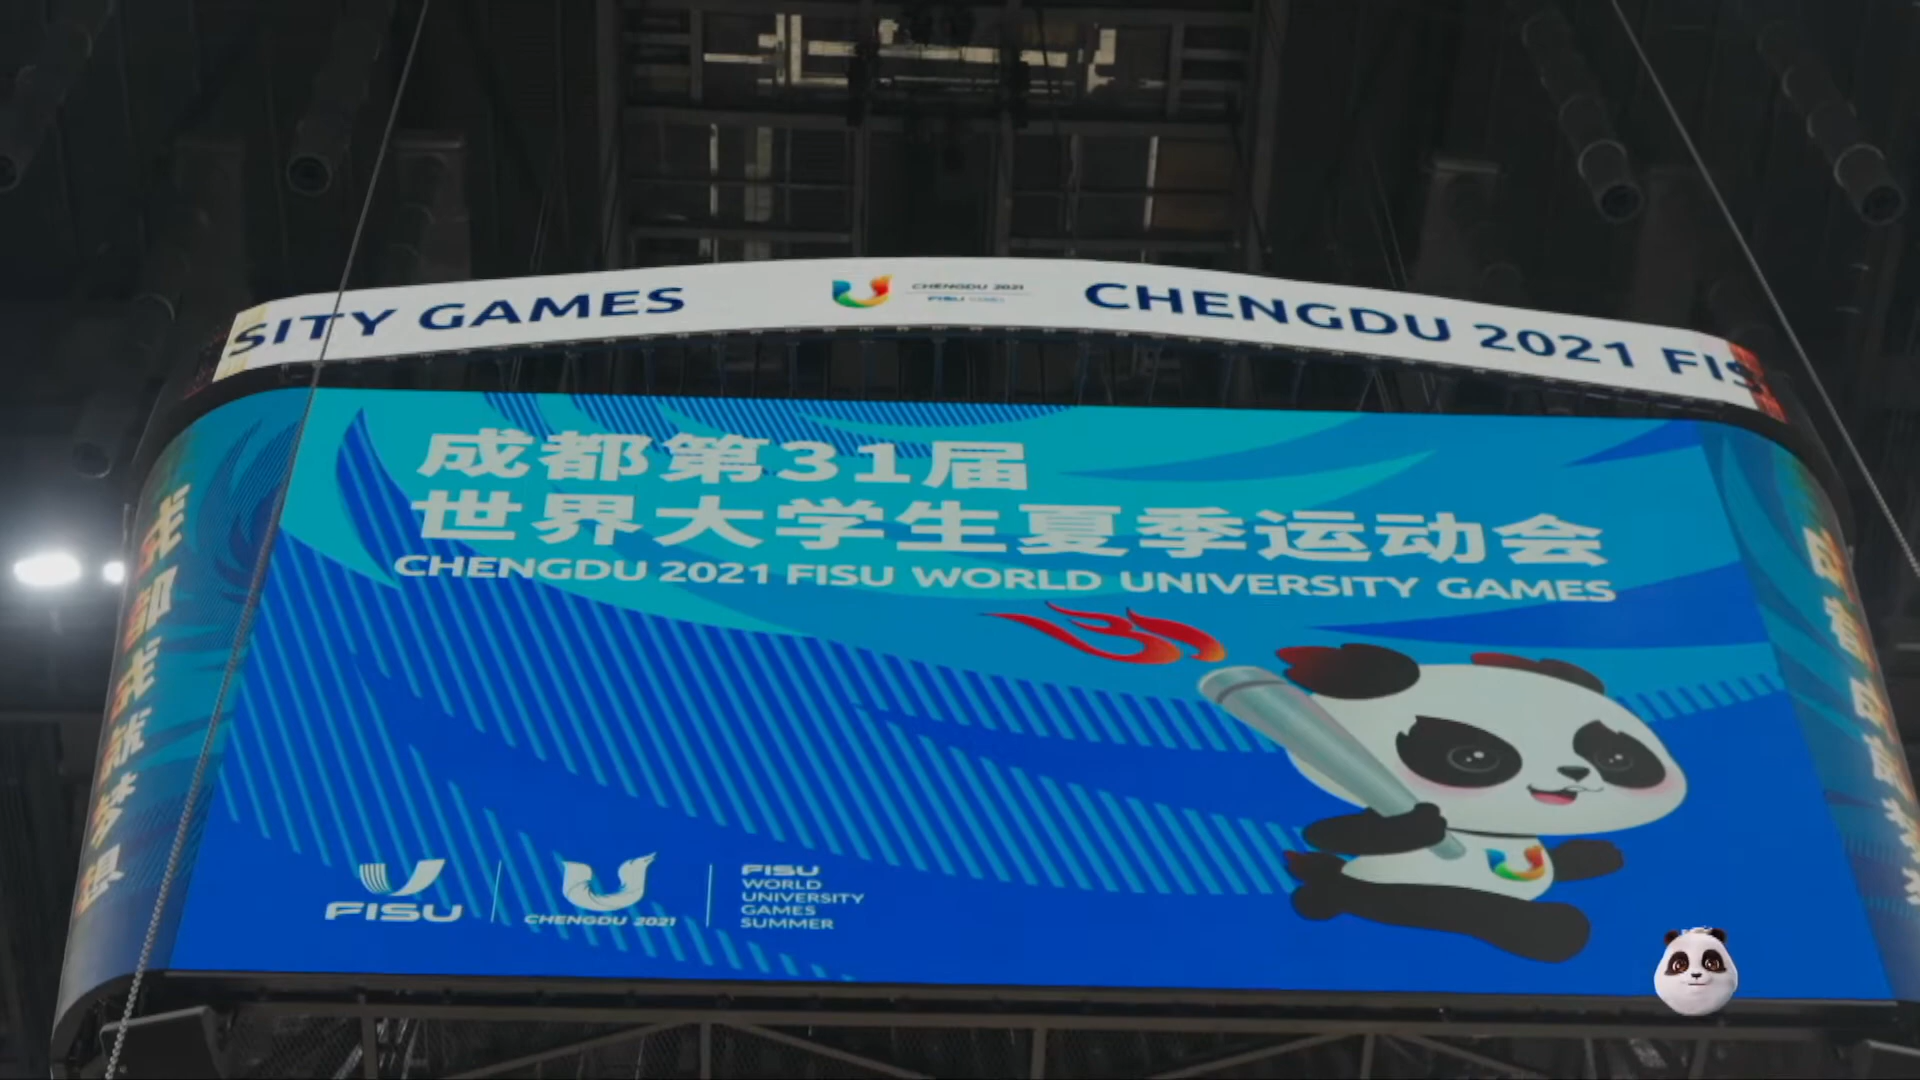 SITY GAMES
CHENGDU 2021
FISU GAMES
CHENGDU 2021 FIS
成都第31届
世界大学生夏季运动会
CHENGDU 2021 FISU WORLD UNIVERSITY GAMES
31
FISU
CHENGDU 2021
FISU
WORLD
UNIVERSITY
GAMES
SUMMER